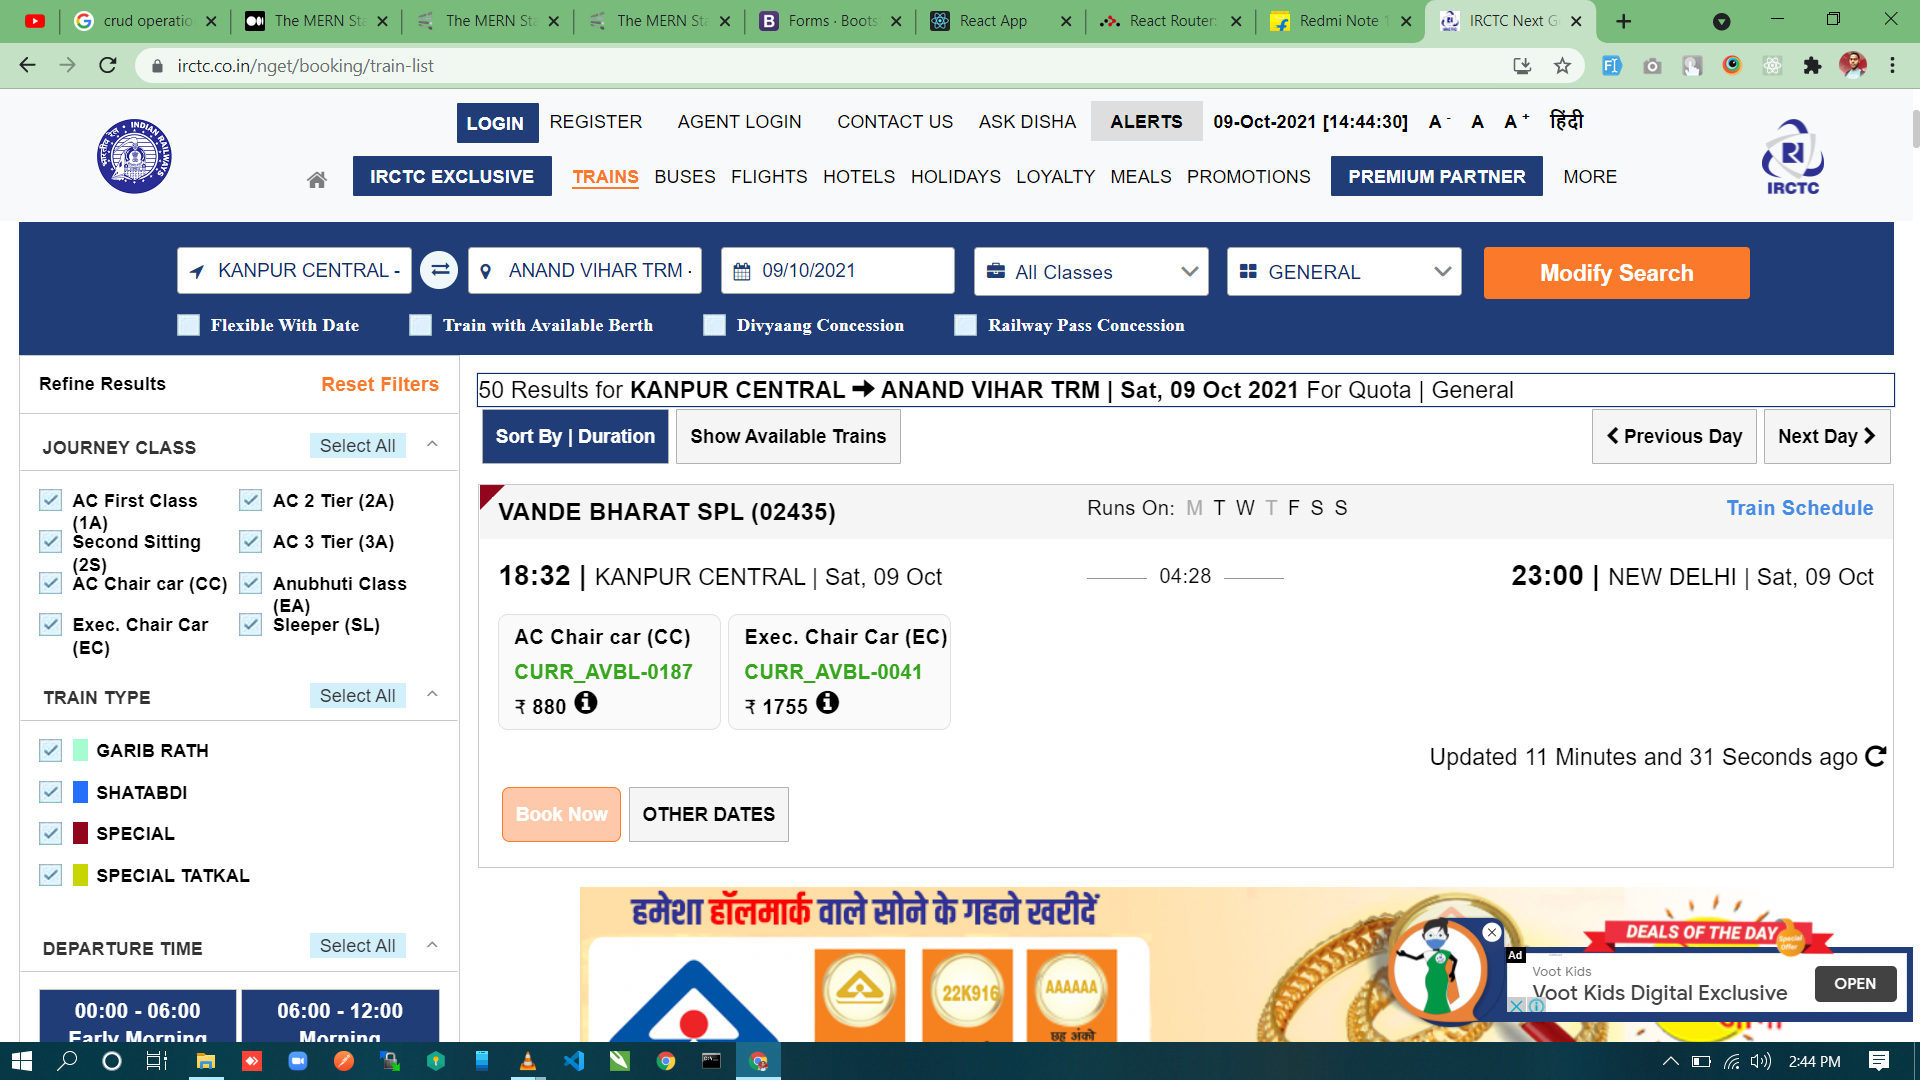 crud operatio
The MERN Sta
The MERN Sta
The MERN Sta
Forms · Boots
React App
React Router:
Redmi Note 1
IRCTC Next G
irctc.co.in/nget/booking/train-list
LOGIN REGISTER AGENT LOGIN CONTACT US ASK DISHA ALERTS 09-Oct-2021 [14:44:30] A - A A + हिंदी
INDIAN RAILWAYS
IRCTC EXCLUSIVE TRAINS BUSES FLIGHTS HOTELS HOLIDAYS LOYALTY MEALS PROMOTIONS PREMIUM PARTNER MORE
IRCTC
KANPUR CENTRAL - ANAND VIHAR TRM - 09/10/2021 All Classes GENERAL Modify Search
Flexible With Date Train with Available Berth Divyaang Concession Railway Pass Concession
Refine Results Reset Filters
JOURNEY CLASS Select All
AC First Class (1A)
AC 2 Tier (2A)
Second Sitting (2S)
AC 3 Tier (3A)
AC Chair car (CC)
Anubhuti Class (EA)
Exec. Chair Car (EC)
Sleeper (SL)
TRAIN TYPE Select All
GARIB RATH
SHATABDI
SPECIAL
SPECIAL TATKAL
DEPARTURE TIME Select All
00:00 - 06:00
Early Morning
06:00 - 12:00
Morning
50 Results for KANPUR CENTRAL ➔ ANAND VIHAR TRM | Sat, 09 Oct 2021 For Quota | General
Sort By | Duration Show Available Trains Previous Day Next Day
VANDE BHARAT SPL (02435) Runs On: M T W T F S S Train Schedule
18:32 | KANPUR CENTRAL | Sat, 09 Oct 04:28 23:00 | NEW DELHI | Sat, 09 Oct
AC Chair car (CC)
CURR_AVBL-0187
₹ 880
Exec. Chair Car (EC)
CURR_AVBL-0041
₹ 1755
Updated 11 Minutes and 31 Seconds ago
Book Now OTHER DATES
हमेशा हॉलमार्क वाले सोने के गहने खरीदें
22K916
AAAAAA
छह अंको
DEALS OF THE DAY
Special Offer
Ad
Voot Kids
Voot Kids Digital Exclusive
OPEN
2:44 PM